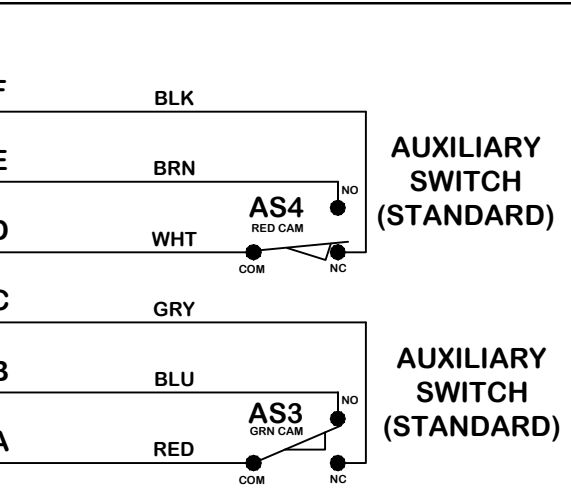 F
BLK
AUXILIARY
SWITCH
(STANDARD)
E
BRN
NO
AS4
RED CAM
D
WHT
COM
NC
C
GRY
AUXILIARY
SWITCH
(STANDARD)
B
BLU
NO
AS3
GRN CAM
A
RED
COM
NC